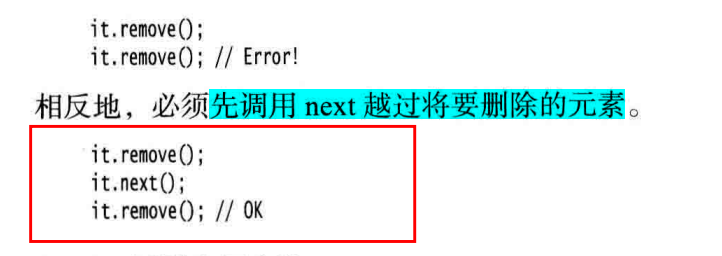 it.remove();
it.remove(); // Error!
相反地，必须先调用 next 越过将要删除的元素。
it.remove();
it.next();
it.remove(); // OK